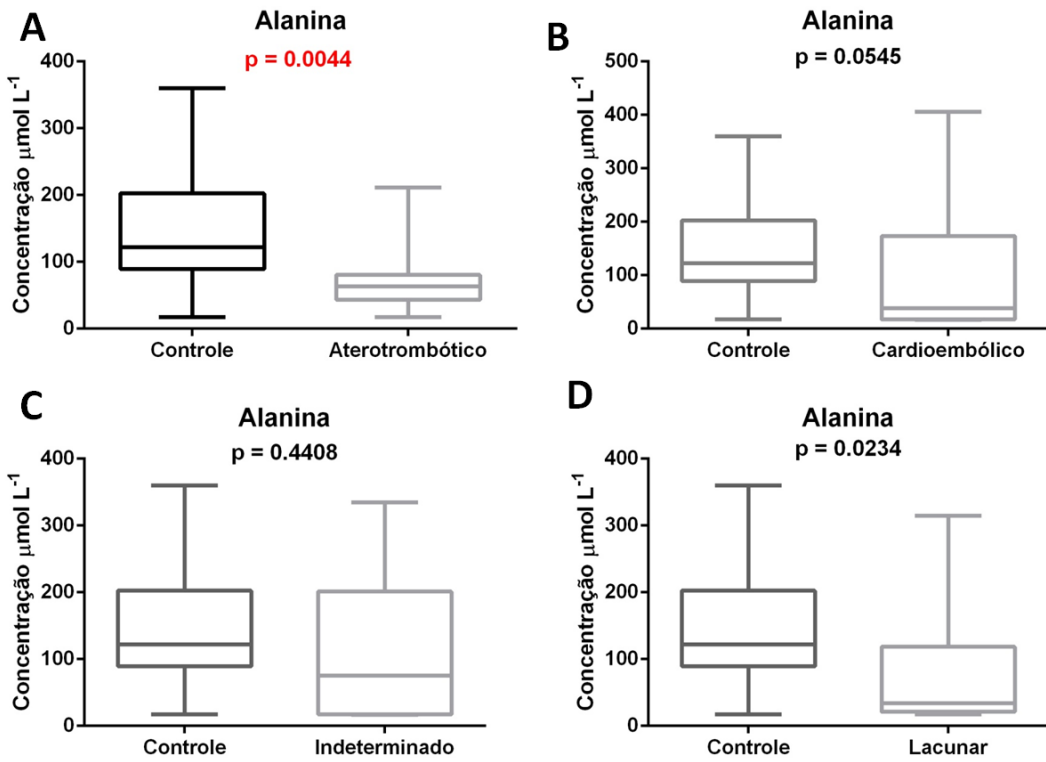 A
Alanina
p = 0.0044
Concentração μmol L⁻¹
400
300
200
100
0
Controle
Aterotrombótico
B
Alanina
p = 0.0545
Concentração μmol L⁻¹
500
400
300
200
100
0
Controle
Cardioembólico
C
Alanina
p = 0.4408
Concentração μmol L⁻¹
400
300
200
100
0
Controle
Indeterminado
D
Alanina
p = 0.0234
Concentração μmol L⁻¹
400
300
200
100
0
Controle
Lacunar